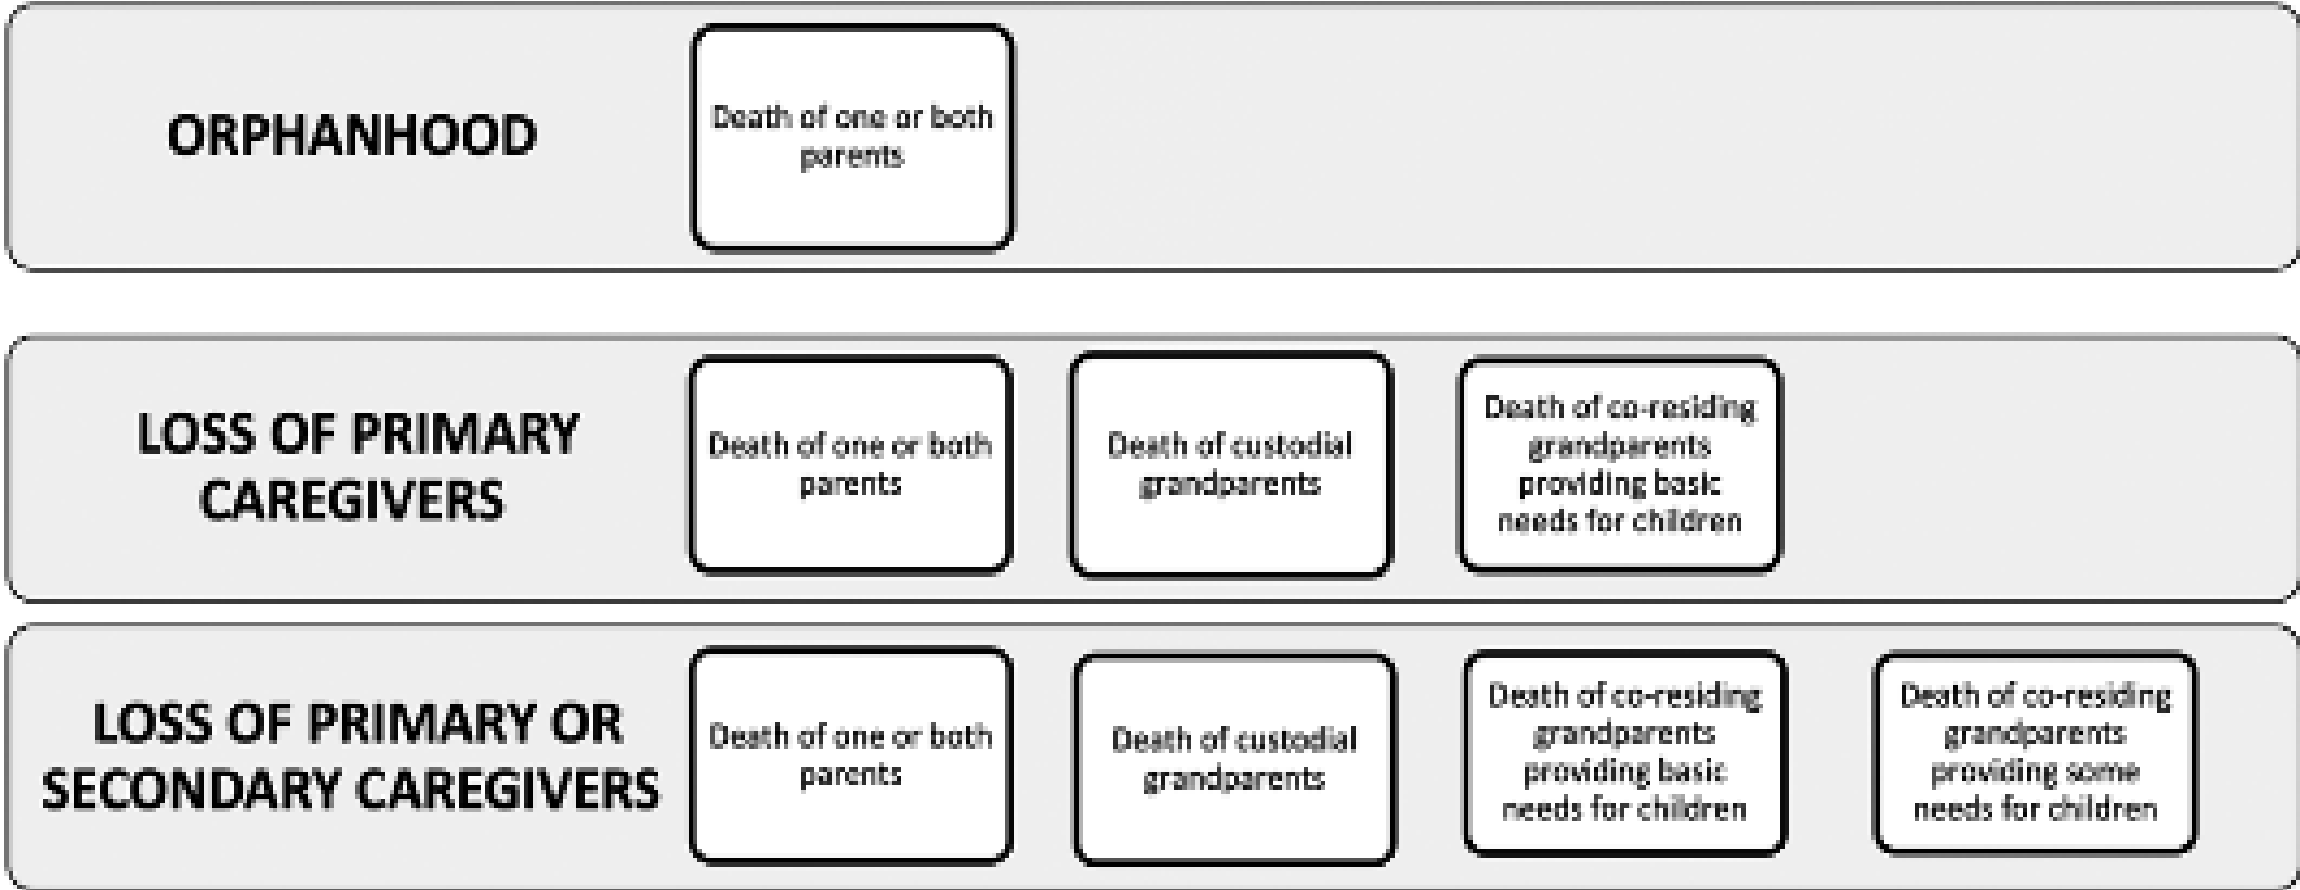 ORPHANHOOD
Death of one or both
parents
LOSS OF PRIMARY
CAREGIVERS
Death of one or both
parents
Death of custodial
grandparents
Death of co-residing
grandparents
providing basic
needs for children
LOSS OF PRIMARY OR
SECONDARY CAREGIVERS
Death of one or both
parents
Death of custodial
grandparents
Death of co-residing
grandparents
providing basic
needs for children
Death of co-residing
grandparents
providing some
needs for children